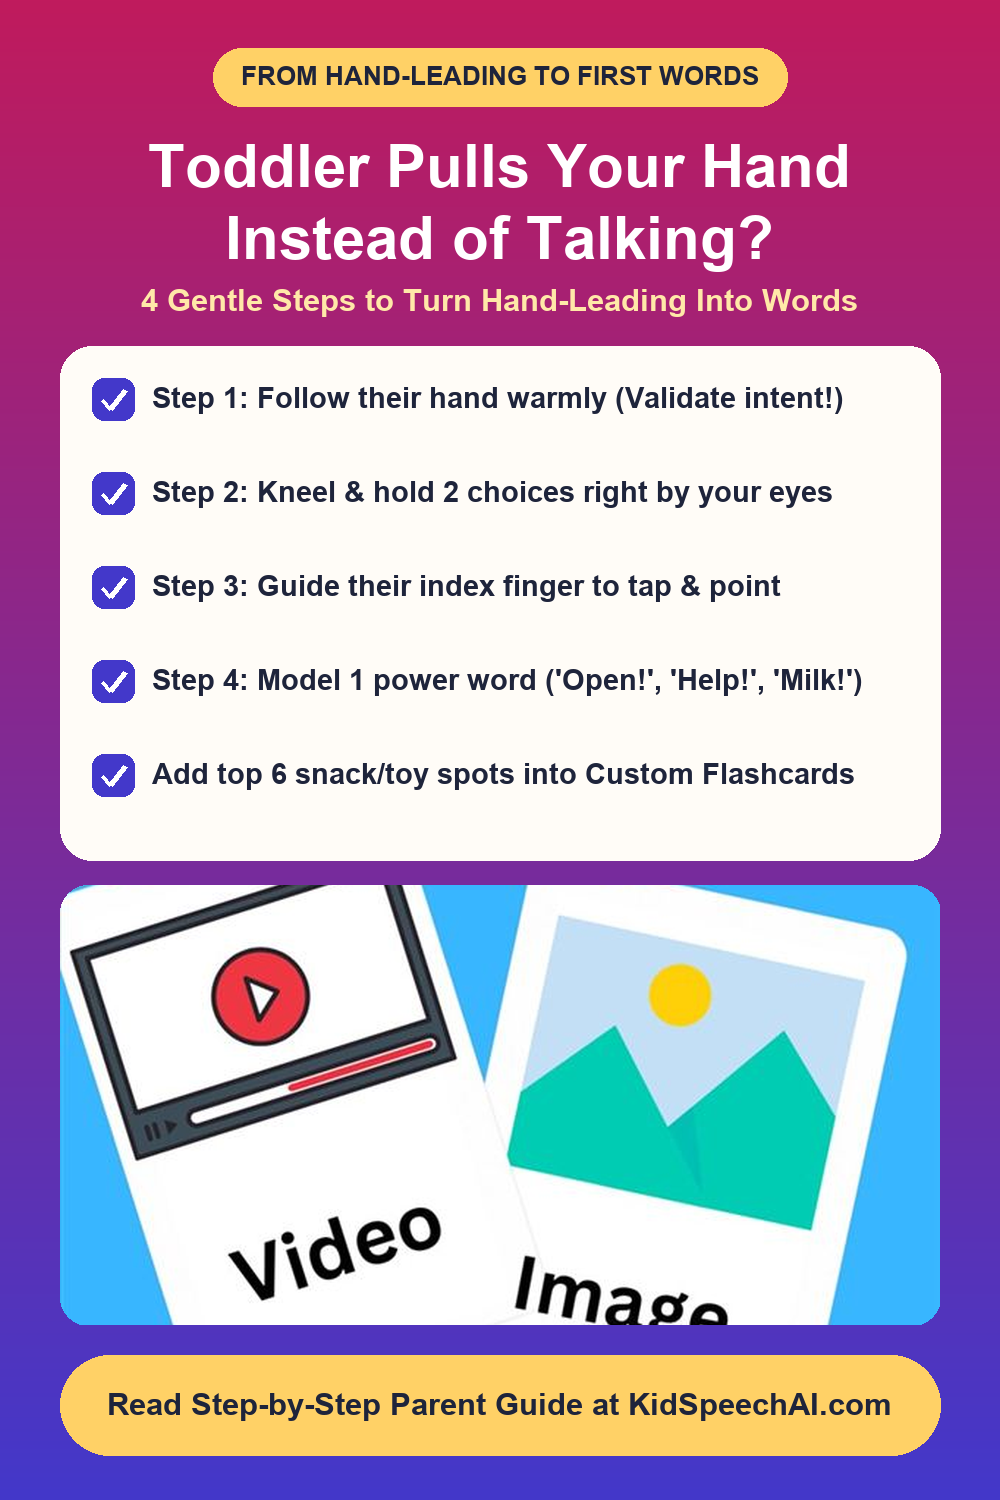 FROM HAND-LEADING TO FIRST WORDS
Toddler Pulls Your Hand
Instead of Talking?
4 Gentle Steps to Turn Hand-Leading Into Words
Step 1: Follow their hand warmly (Validate intent!)
Step 2: Kneel & hold 2 choices right by your eyes
Step 3: Guide their index finger to tap & point
Step 4: Model 1 power word ('Open!', 'Help!', 'Milk!')
Add top 6 snack/toy spots into Custom Flashcards
Video
Image
Read Step-by-Step Parent Guide at KidSpeechAI.com